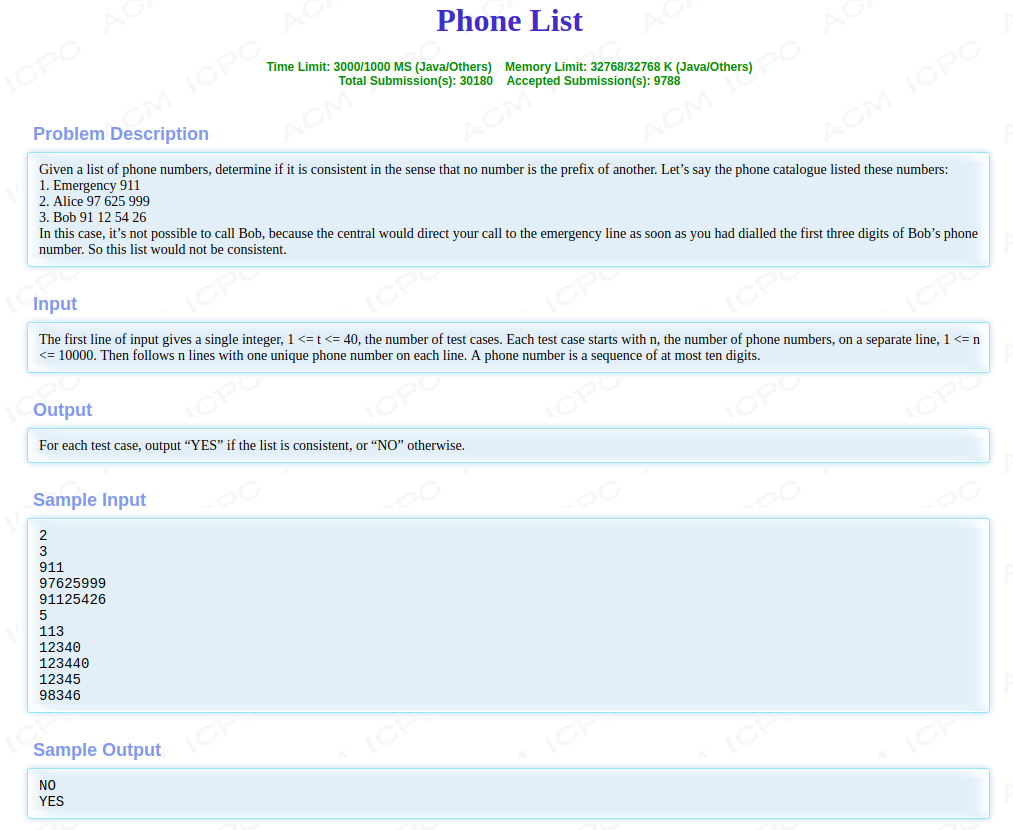 Phone List
Time Limit: 3000/1000 MS (Java/Others)    Memory Limit: 32768/32768 K (Java/Others)
Total Submission(s): 30180    Accepted Submission(s): 9788
Problem Description
Given a list of phone numbers, determine if it is consistent in the sense that no number is the prefix of another. Let’s say the phone catalogue listed these numbers:
1. Emergency 911
2. Alice 97 625 999
3. Bob 91 12 54 26
In this case, it’s not possible to call Bob, because the central would direct your call to the emergency line as soon as you had dialled the first three digits of Bob’s phone
number. So this list would not be consistent.
Input
The first line of input gives a single integer, 1 <= t <= 40, the number of test cases. Each test case starts with n, the number of phone numbers, on a separate line, 1 <= n
<= 10000. Then follows n lines with one unique phone number on each line. A phone number is a sequence of at most ten digits.
Output
For each test case, output “YES” if the list is consistent, or “NO” otherwise.
Sample Input
2
3
911
97625999
91125426
5
113
12340
123440
12345
98346
Sample Output
NO
YES